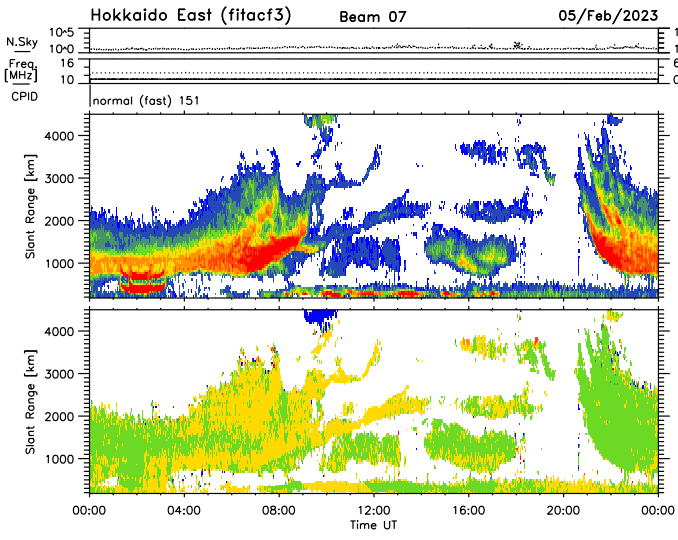 Hokkaido East (fitacf3) Beam 07 05/Feb/2023
10^5
N.Sky
10^0
Freq.
16
[MHz]
10
CPID
normal (fast) 151
4000
3000
2000
1000
Slant Range [km]
4000
3000
2000
1000
Slant Range [km]
00:00 04:00 08:00 12:00 16:00 20:00 00:00
Time UT